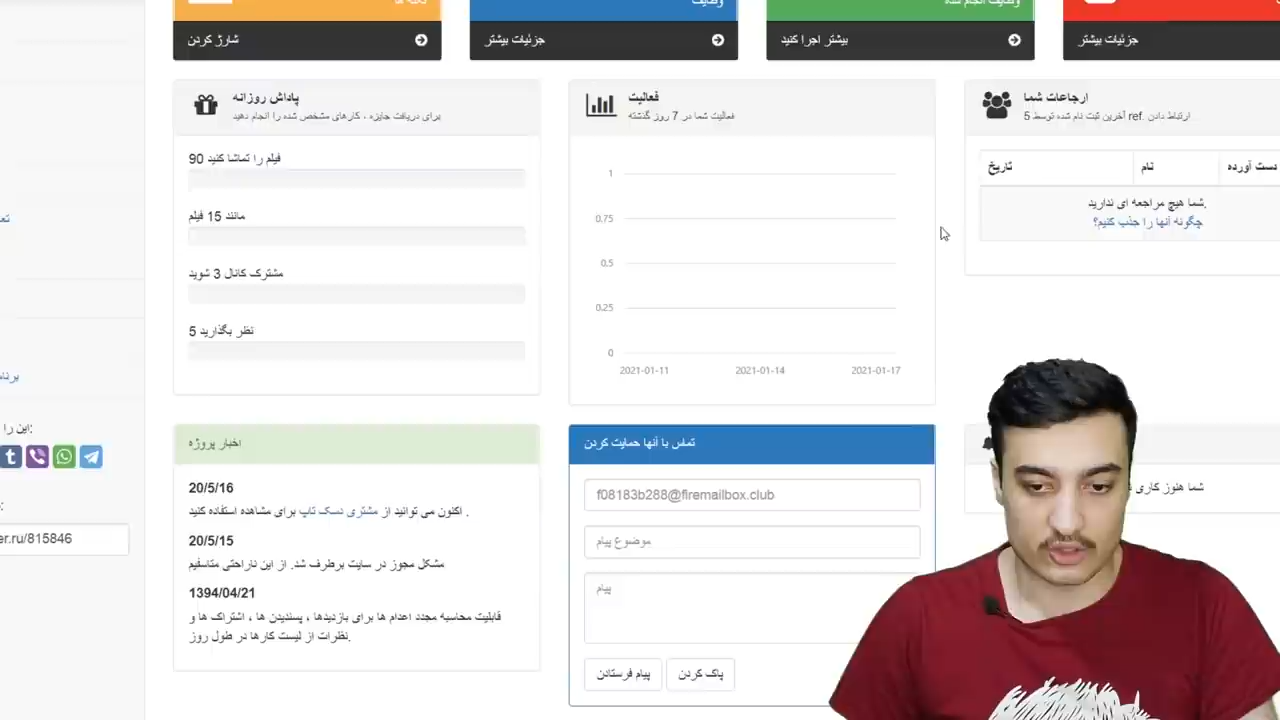 شارژ کردن
جزئیات بیشتر
بیشتر اجرا کنید
جزئیات بیشتر
پاداش روزانه
برای دریافت جایزه ، کارهای مشخص شده را انجام دهید
فیلم را تماشا کنید 90
مانند 15 فیلم
مشترک کانال 3 شوید
نظر بگذارید 5
فعالیت
فعالیت شما در 7 روز گذشته
1
0.75
0.5
0.25
0
2021-01-11
2021-01-14
2021-01-17
ارجاعات شما
ارتباط دادن .ref آخرین ثبت نام شده توسط 5
تاریخ
نام
دست آورده
شما هیچ مراجعه ای ندارید.
چگونه آنها را جذب کنیم؟
این را:
er.ru/815846
اخبار پروژه
20/5/16
اکنون می توانید از مشتری دسک تاپ برای مشاهده استفاده کنید .
20/5/15
مشکل مجوز در سایت برطرف شد. از این ناراحتی متاسفیم
1394/04/21
قابلیت محاسبه مجدد اعدام ها برای بازدیدها ، پسندیدن ها ، اشتراک ها و
نظرات از لیست کارها در طول روز.
تماس با آنها حمایت کردن
f08183b288@firemailbox.club
موضوع پیام
پیام
پیام فرستادن
پاک کردن
شما هنوز کاری